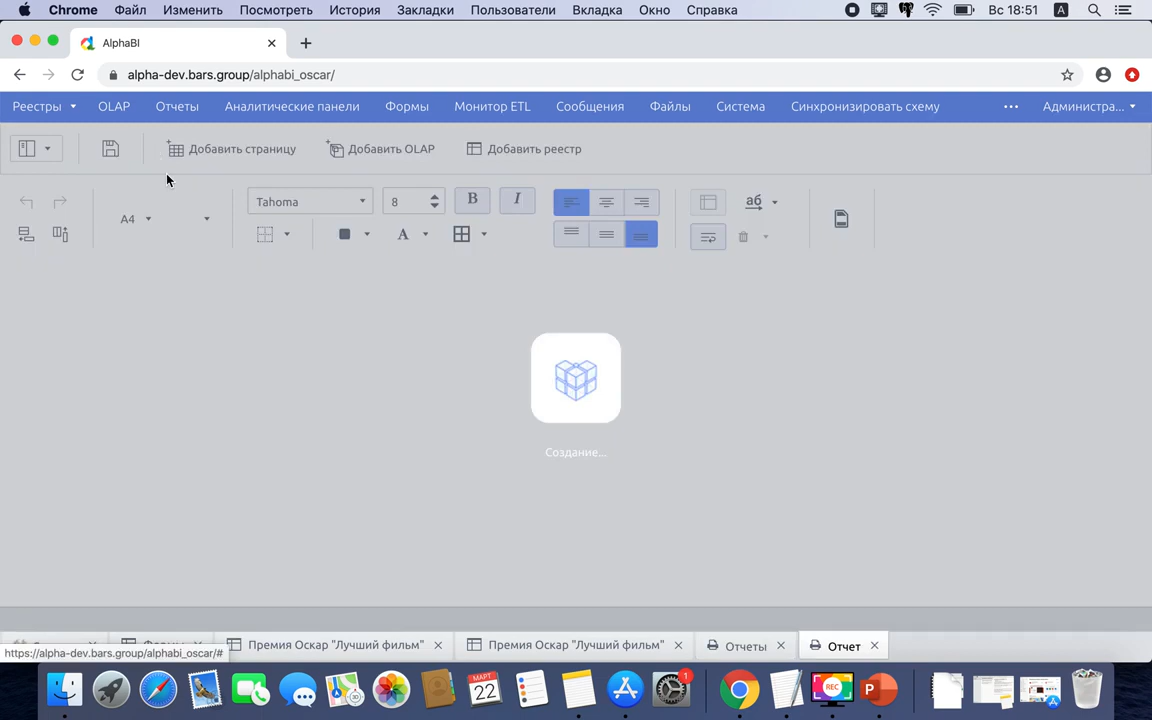 Chrome Файл Изменить Посмотреть История Закладки Пользователи Вкладка Окно Справка Вс 18:51 A
AlphaBI
alpha-dev.bars.group/alphabi_oscar/
Реестры OLAP Отчеты Аналитические панели Формы Монитор ETL Сообщения Файлы Система Синхронизировать схему ... Администра...
Добавить страницу Добавить OLAP Добавить реестр
Tahoma 8 B I аб
A4
A
Создание...
Премия Оскар "Лучший фильм" Премия Оскар "Лучший фильм" Отчеты Отчет
https://alpha-dev.bars.group/alphabi_oscar/#
МАРТ 22 REC 1 P